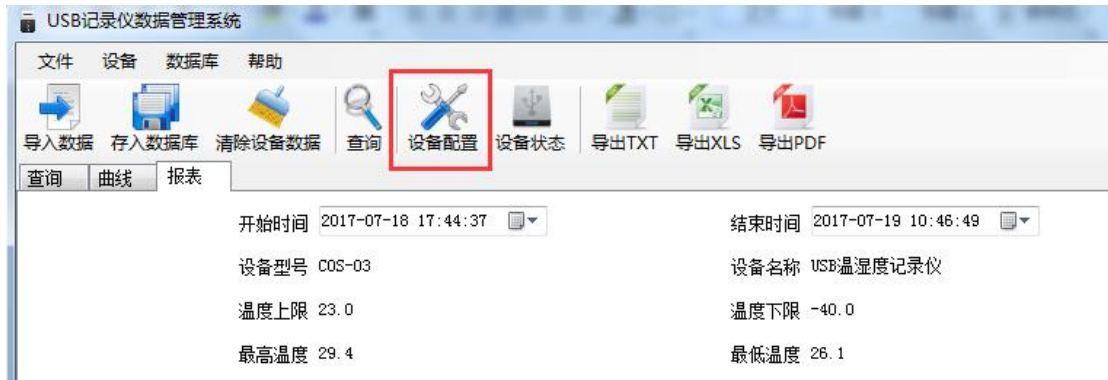 USB记录仪数据管理系统
文件 设备 数据库 帮助
导入数据 存入数据库 清除设备数据 查询 设备配置 设备状态 导出TXT 导出XLS 导出PDF
查询 曲线 报表
开始时间 2017-07-18 17:44:37 结束时间 2017-07-19 10:46:49
设备型号 COS-03 设备名称 USB温湿度记录仪
温度上限 23.0 温度下限 -40.0
最高温度 29.4 最低温度 26.1